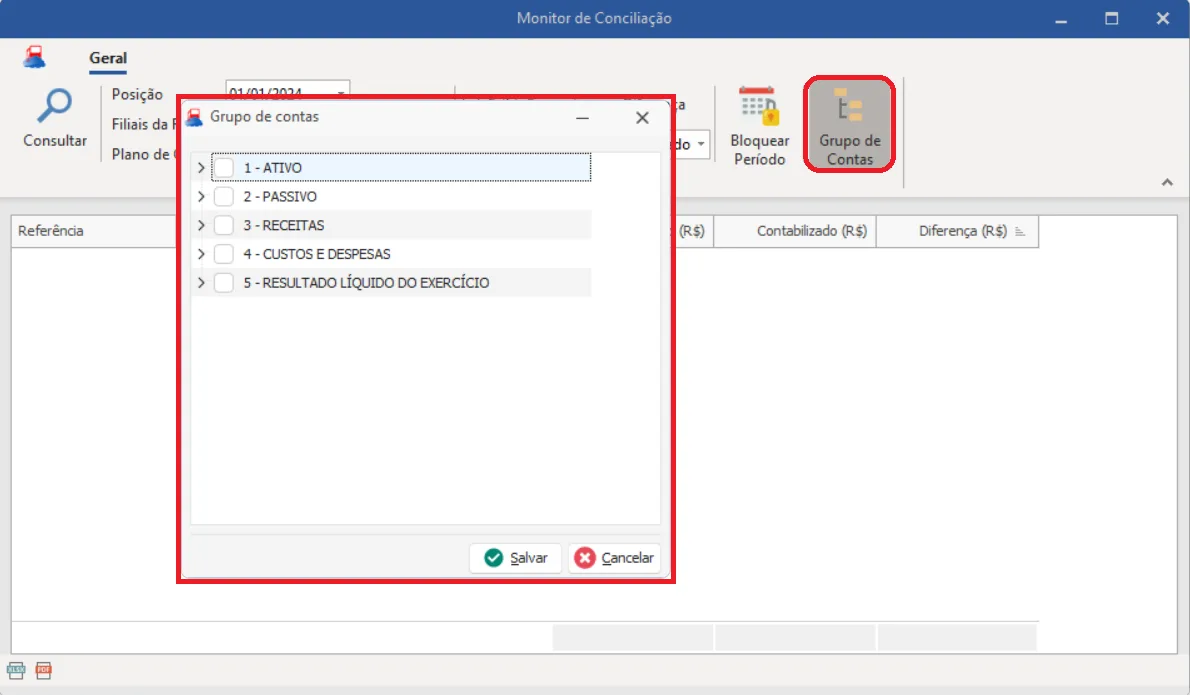 Monitor de Conciliação
Geral
Consultar
Posição
01/01/2024
Filiais da
Plano de
Bloquear
Período
Grupo de
Contas
Grupo de contas
1 - ATIVO
2 - PASSIVO
3 - RECEITAS
4 - CUSTOS E DESPESAS
5 - RESULTADO LÍQUIDO DO EXERCÍCIO
Salvar
Cancelar
Referência
(R$)
Contabilizado (R$)
Diferença (R$)
PDF